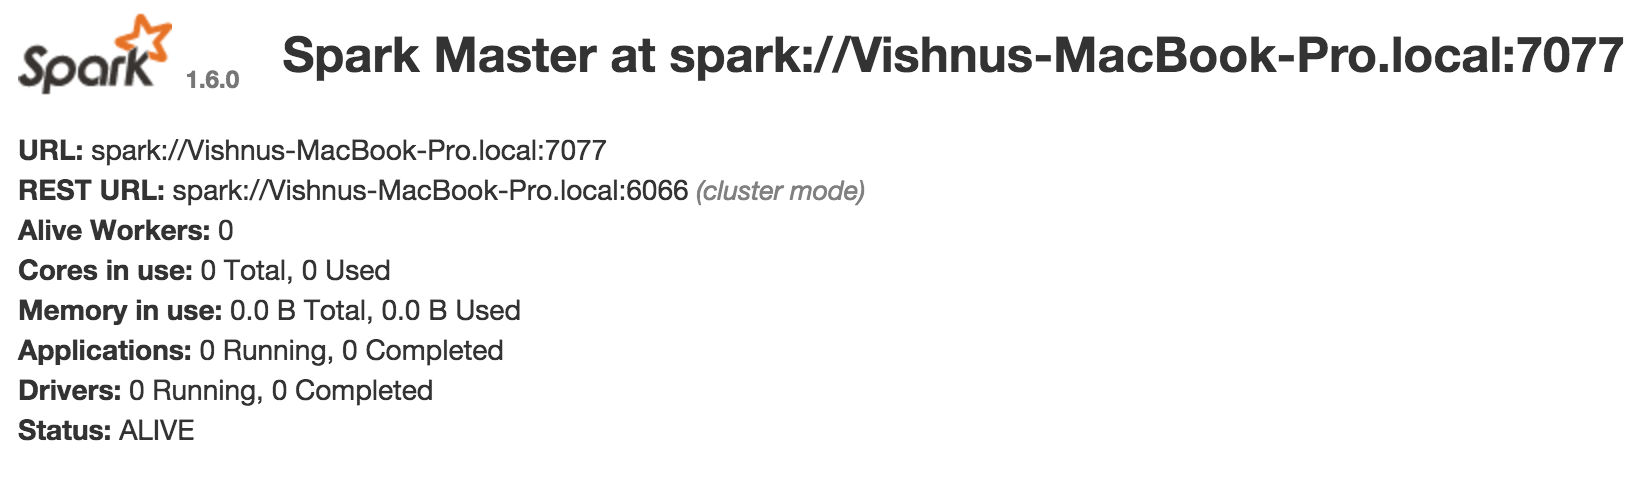 Spark 1.6.0 Spark Master at spark://Vishnus-MacBook-Pro.local:7077
URL: spark://Vishnus-MacBook-Pro.local:7077
REST URL: spark://Vishnus-MacBook-Pro.local:6066 (cluster mode)
Alive Workers: 0
Cores in use: 0 Total, 0 Used
Memory in use: 0.0 B Total, 0.0 B Used
Applications: 0 Running, 0 Completed
Drivers: 0 Running, 0 Completed
Status: ALIVE